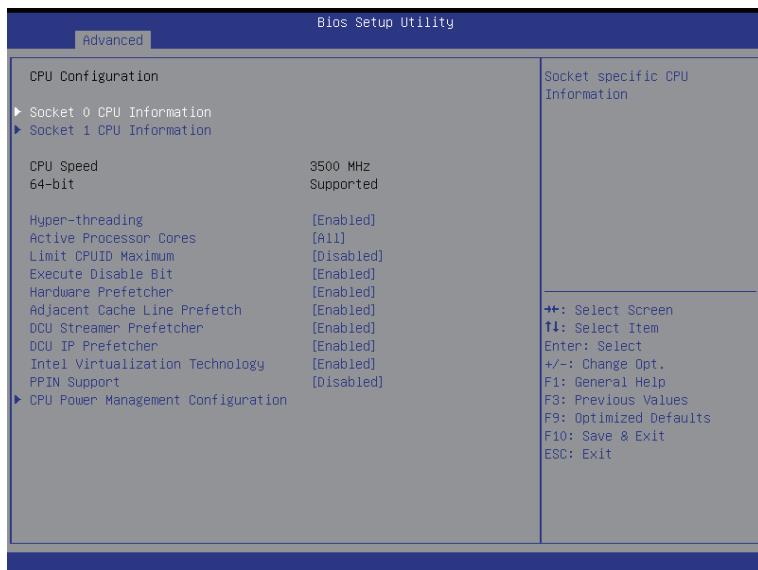 Bios Setup Utility
Advanced
CPU Configuration
Socket 0 CPU Information
Socket 1 CPU Information
CPU Speed 3500 MHz
64-bit Supported
Hyper-threading [Enabled]
Active Processor Cores [All]
Limit CPUID Maximum [Disabled]
Execute Disable Bit [Enabled]
Hardware Prefetcher [Enabled]
Adjacent Cache Line Prefetch [Enabled]
DCU Streamer Prefetcher [Enabled]
DCU IP Prefetcher [Enabled]
Intel Virtualization Technology [Enabled]
PPIN Support [Disabled]
CPU Power Management Configuration
Socket specific CPU
Information
→←: Select Screen
↑↓: Select Item
Enter: Select
+/-: Change Opt.
F1: General Help
F3: Previous Values
F9: Optimized Defaults
F10: Save & Exit
ESC: Exit